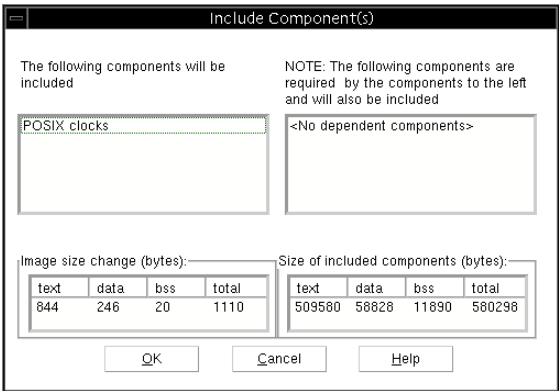 Include Component(s)
The following components will be
included
NOTE: The following components are
required  by the components to the left
and will also be included
POSIX clocks
<No dependent components>
Image size change (bytes):
text data bss total
844 246 20 1110
Size of included components (bytes):
text data bss total
509580 58828 11890 580298
OK Cancel Help